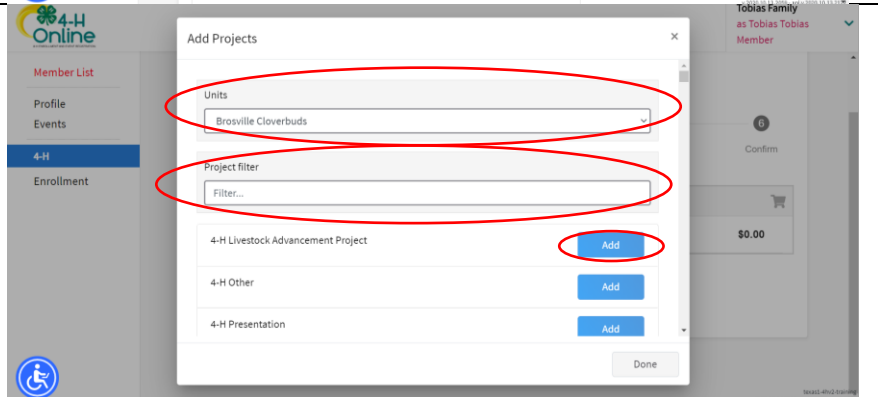 4-H
Online
Add Projects
×
Tobias Family
as Tobias Tobias
Member
Member List
Profile
Events
4-H
Enrollment
Units
Brosville Cloverbuds
Project filter
Filter...
4-H Livestock Advancement Project
Add
4-H Other
Add
4-H Presentation
Add
Done
6
Confirm
$0.00